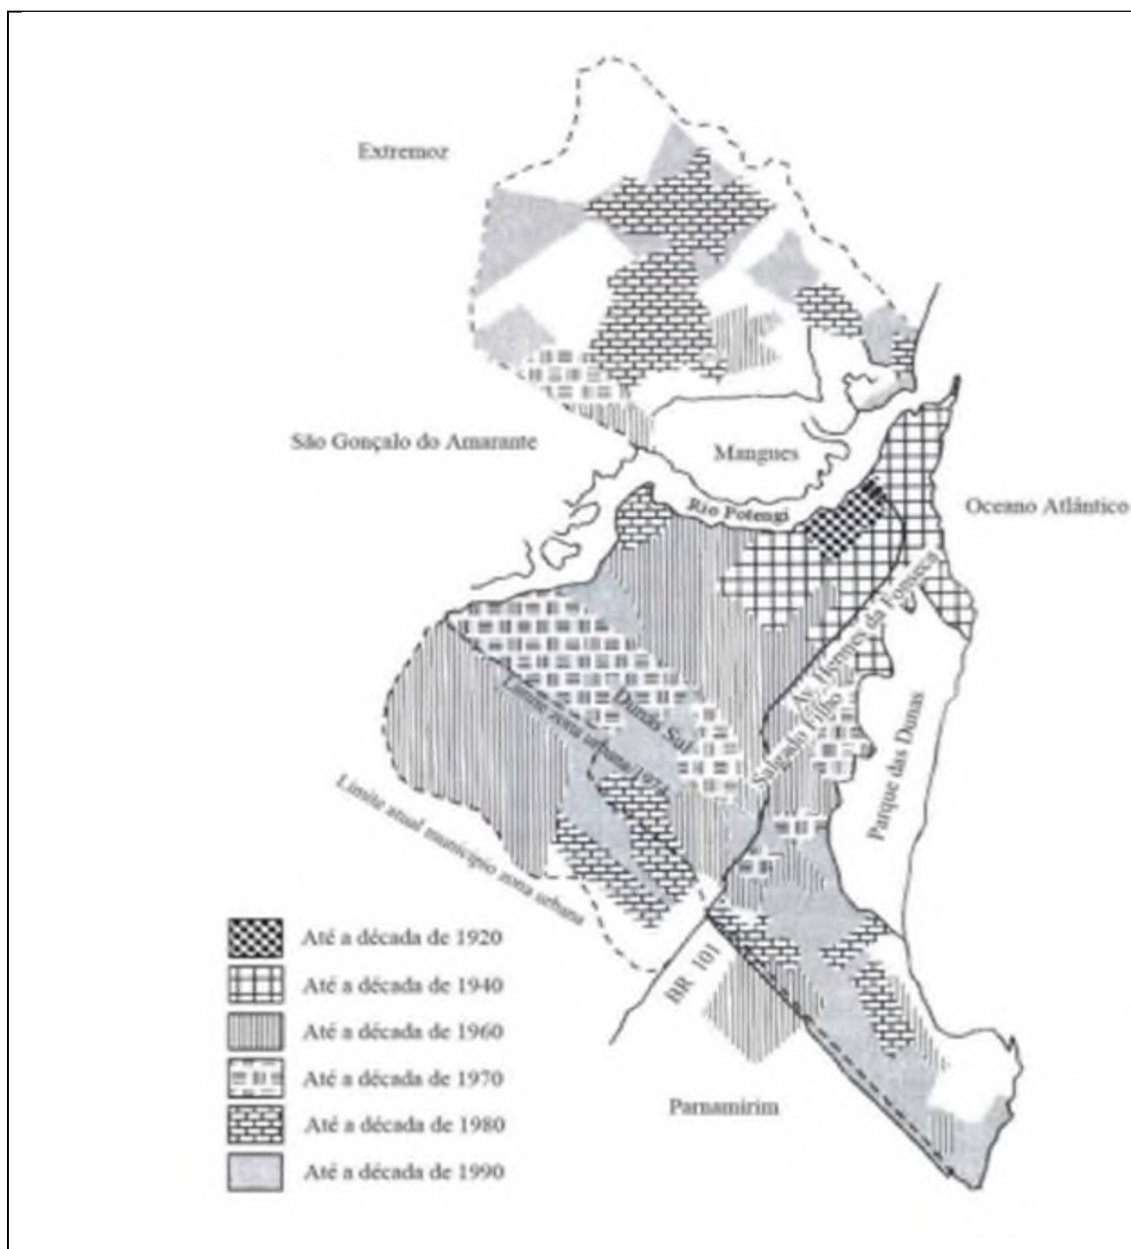 Extremoz
São Gonçalo do Amarante
Mangues
Rio Potengi
Oceano Atlântico
Av. Hermes da Fonseca
Salgado Filho
Dunas Sul
Limite zona urbana
Parque das Dunas
Limite atual município zona urbana
BR 101
Parnamirim
Até a década de 1920
Até a década de 1940
Até a década de 1960
Até a década de 1970
Até a década de 1980
Até a década de 1990